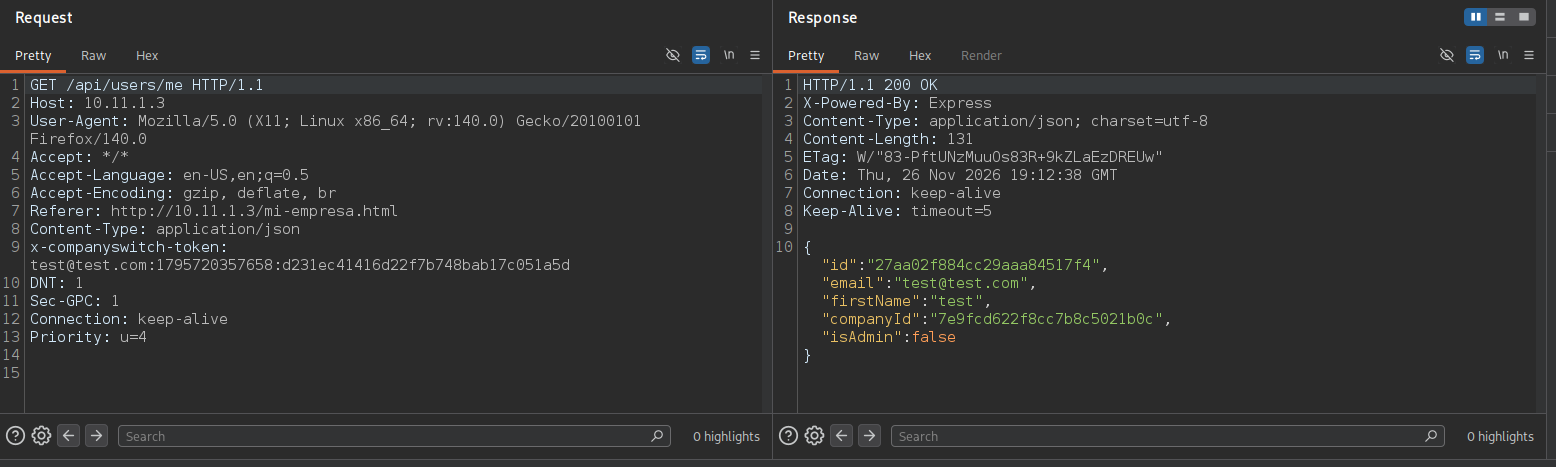 Request
Pretty Raw Hex
\n
1 GET /api/users/me HTTP/1.1
2 Host: 10.11.1.3
3 User-Agent: Mozilla/5.0 (X11; Linux x86_64; rv:140.0) Gecko/20100101
Firefox/140.0
4 Accept: */*
5 Accept-Language: en-US,en;q=0.5
6 Accept-Encoding: gzip, deflate, br
7 Referer: http://10.11.1.3/mi-empresa.html
8 Content-Type: application/json
9 x-companyswitch-token:
test@test.com:1795720357658:d231ec41416d22f7b748bab17c051a5d
10 DNT: 1
11 Sec-GPC: 1
12 Connection: keep-alive
13 Priority: u=4
14
15
? Search 0 highlights
Response
Pretty Raw Hex Render
\n
1 HTTP/1.1 200 OK
2 X-Powered-By: Express
3 Content-Type: application/json; charset=utf-8
4 Content-Length: 131
5 ETag: W/"83-PftUNzMuuOs83R+9kZLaEzDREUw"
6 Date: Thu, 26 Nov 2026 19:12:38 GMT
7 Connection: keep-alive
8 Keep-Alive: timeout=5
9
10 {
"id":"27aa02f884cc29aaa84517f4",
"email":"test@test.com",
"firstName":"test",
"companyId":"7e9fcd622f8cc7b8c5021b0c",
"isAdmin":false
}
? Search 0 highlights